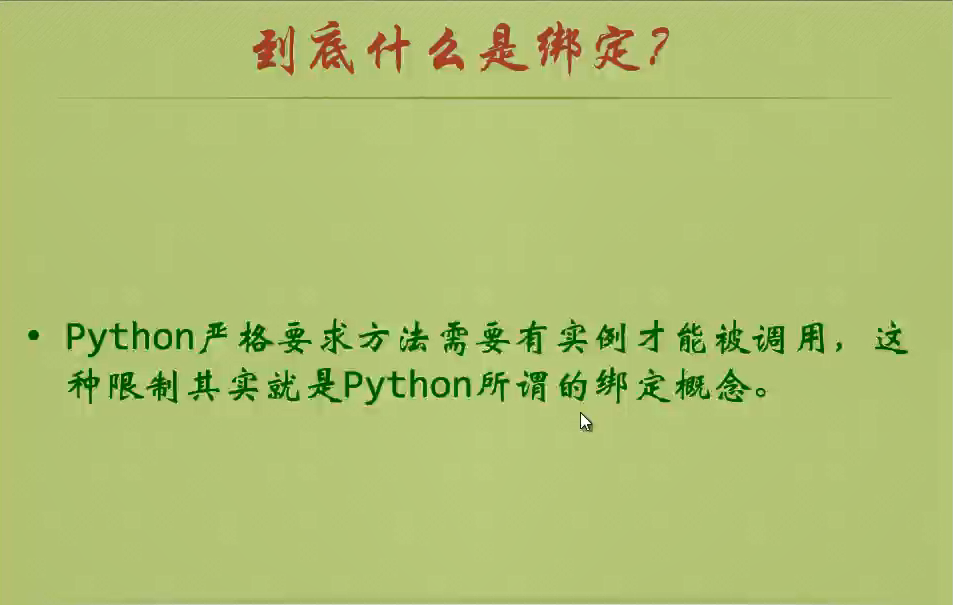 到底什么是绑定？
• Python严格要求方法需要有实例才能被调用，这
种限制其实就是Python所谓的绑定概念。